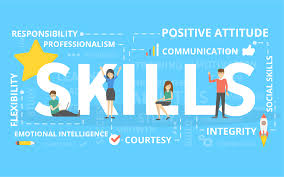 RESPONSIBILITY
PROFESSIONALISM
POSITIVE ATTITUDE
COMMUNICATION
FLEXIBILITY
SKILLS
SOCIAL SKILLS
EMOTIONAL INTELLIGENCE
COURTESY
INTEGRITY